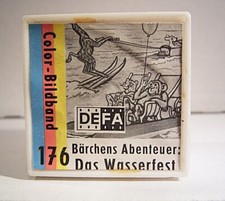 Color-Bildband
DEFA
176
Bärchens Abenteuer:
Das Wasserfest